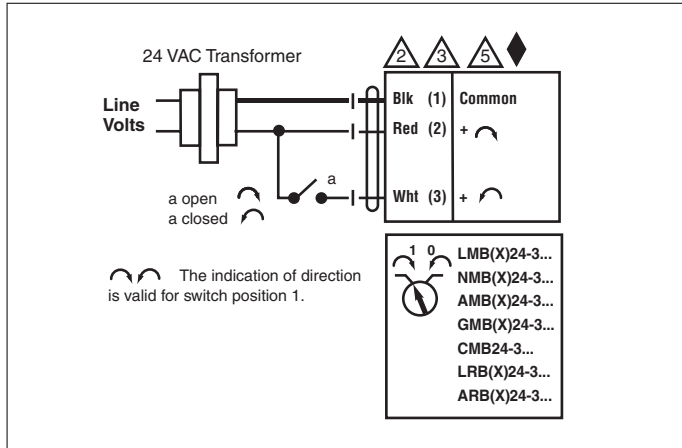 24 VAC Transformer
2 3 5
Line
Volts
Blk (1) Common
Red (2) +
a
Wht (3) +
a open
a closed
The indication of direction
is valid for switch position 1.
1 0
LMB(X)24-3...
NMB(X)24-3...
AMB(X)24-3...
GMB(X)24-3...
CMB24-3...
LRB(X)24-3...
ARB(X)24-3...